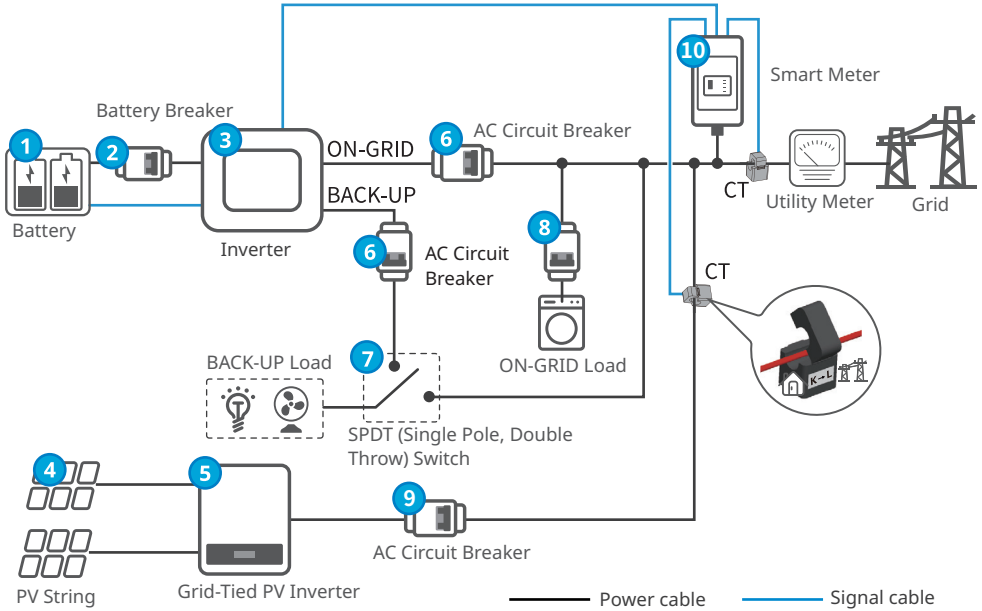 10
Smart Meter
Battery Breaker
1
2
3
ON-GRID
6
AC Circuit Breaker
BACK-UP
CT
Utility Meter
Grid
Battery
Inverter
6
AC Circuit
Breaker
8
CT
K→L
BACK-UP Load
7
ON-GRID Load
SPDT (Single Pole, Double
Throw) Switch
4
5
9
AC Circuit Breaker
PV String
Grid-Tied PV Inverter
Power cable
Signal cable